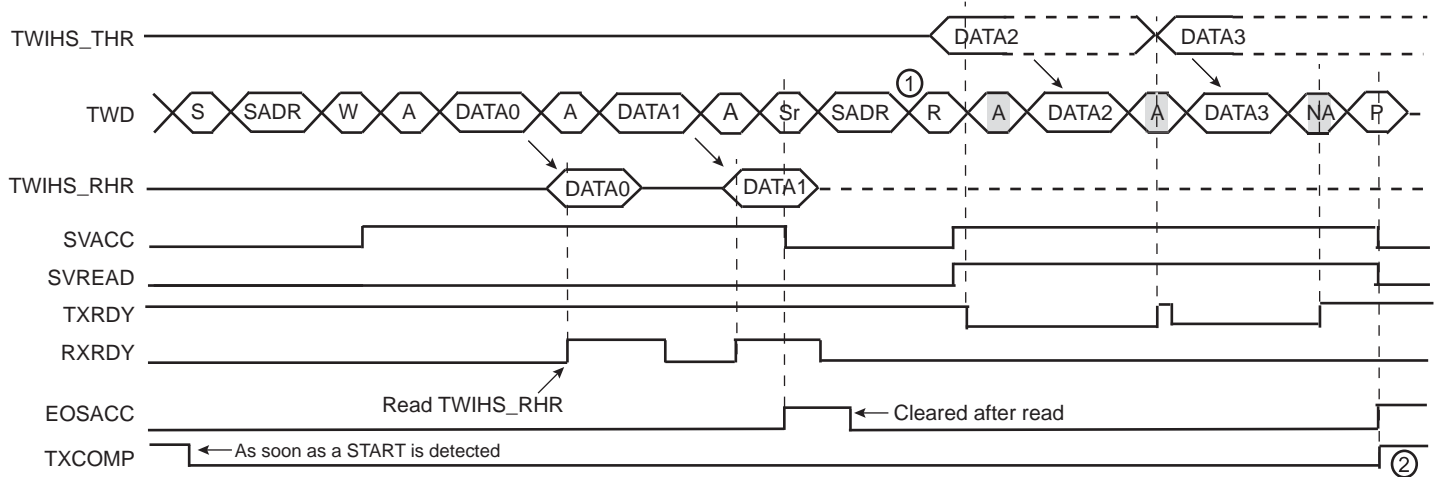 TWIHS_THR DATA2 DATA3
TWD S SADR W A DATA0 A DATA1 A Sr SADR 1 R A DATA2 A DATA3 NA P
TWIHS_RHR DATA0 DATA1
SVACC
SVREAD
TXRDY
RXRDY
Read TWIHS_RHR
EOSACC Cleared after read
TXCOMP As soon as a START is detected 2